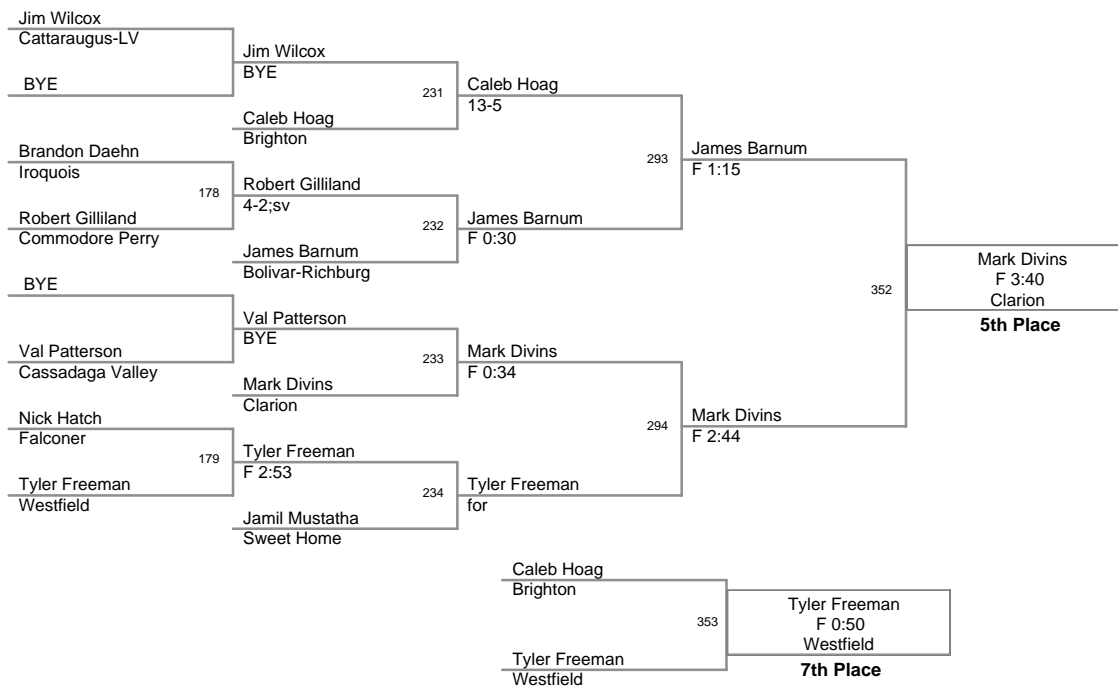 Jim Wilcox
Cattaraugus-LV
BYE
Jim Wilcox
BYE
231
Caleb Hoag
Brighton
Caleb Hoag
13-5
Brandon Daehn
Iroquois
178
Robert Gilliland
Commodore Perry
Robert Gilliland
4-2;sv
232
James Barnum
Bolivar-Richburg
James Barnum
F 0:30
293
James Barnum
F 1:15
BYE
Val Patterson
Cassadaga Valley
Val Patterson
BYE
233
Mark Divins
Clarion
Mark Divins
F 0:34
Nick Hatch
Falconer
179
Tyler Freeman
Westfield
Tyler Freeman
F 2:53
234
Jamil Mustatha
Sweet Home
Tyler Freeman
for
294
Mark Divins
F 2:44
352
Mark Divins
F 3:40
Clarion
5th Place
Caleb Hoag
Brighton
353
Tyler Freeman
Westfield
Tyler Freeman
F 0:50
Westfield
7th Place